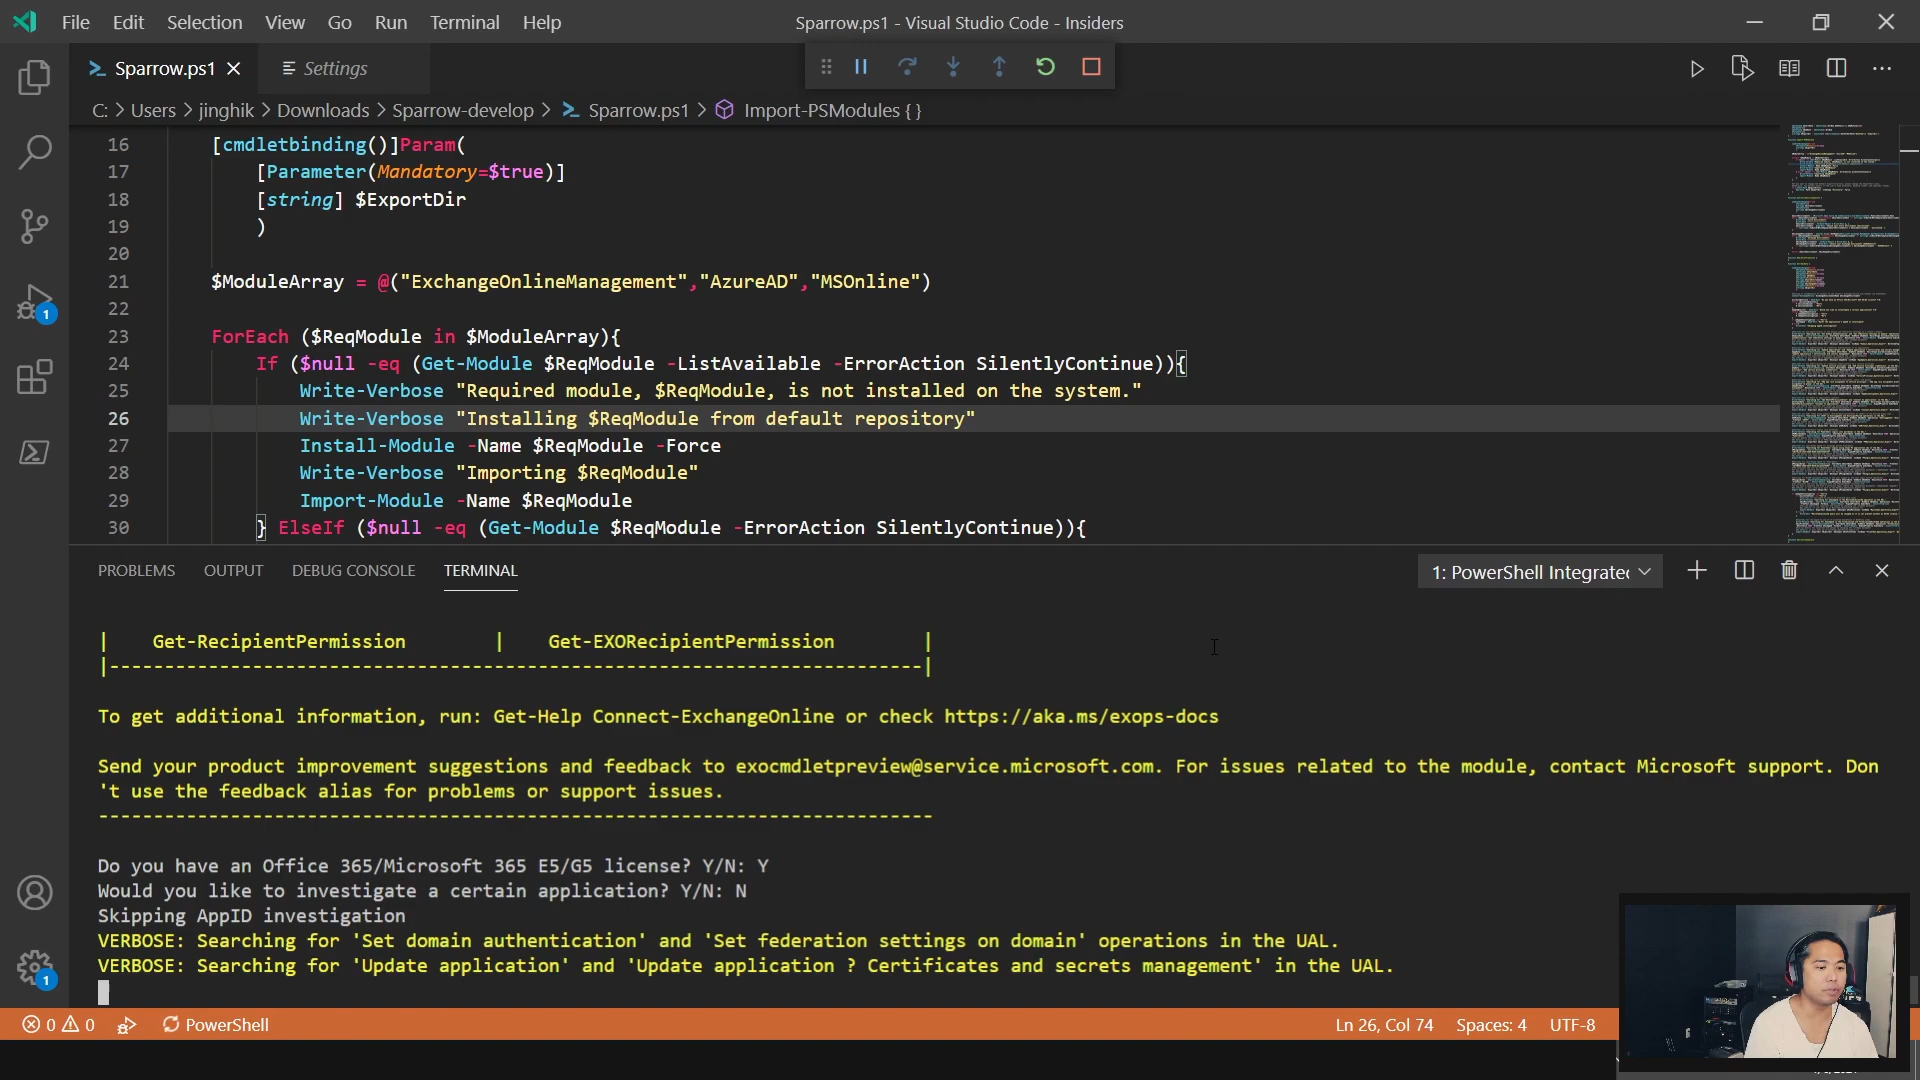 File Edit Selection View Go Run Terminal Help
Sparrow.ps1 - Visual Studio Code - Insiders
Sparrow.ps1
Settings
C: > Users > jinghik > Downloads > Sparrow-develop > Sparrow.ps1 > Import-PSModules { }
16 [cmdletbinding()]Param(
17 [Parameter(Mandatory=$true)]
18 [string] $ExportDir
19 )
20
21 $ModuleArray = @("ExchangeOnlineManagement","AzureAD","MSOnline")
22
23 ForEach ($ReqModule in $ModuleArray){
24 If ($null -eq (Get-Module $ReqModule -ListAvailable -ErrorAction SilentlyContinue)){
25 Write-Verbose "Required module, $ReqModule, is not installed on the system."
26 Write-Verbose "Installing $ReqModule from default repository"
27 Install-Module -Name $ReqModule -Force
28 Write-Verbose "Importing $ReqModule"
29 Import-Module -Name $ReqModule
30 } ElseIf ($null -eq (Get-Module $ReqModule -ErrorAction SilentlyContinue)){
1
PROBLEMS OUTPUT DEBUG CONSOLE TERMINAL
1: PowerShell Integrated
| Get-RecipientPermission | Get-EXORecipientPermission |
|--------------------------------------------------------------------------|
To get additional information, run: Get-Help Connect-ExchangeOnline or check https://aka.ms/exops-docs
Send your product improvement suggestions and feedback to exocmdletpreview@service.microsoft.com. For issues related to the module, contact Microsoft support. Don
't use the feedback alias for problems or support issues.
----------------------------------------------------------------------------
Do you have an Office 365/Microsoft 365 E5/G5 license? Y/N: Y
Would you like to investigate a certain application? Y/N: N
Skipping AppID investigation
VERBOSE: Searching for 'Set domain authentication' and 'Set federation settings on domain' operations in the UAL.
VERBOSE: Searching for 'Update application' and 'Update application ? Certificates and secrets management' in the UAL.
1
0 0 PowerShell
Ln 26, Col 74 Spaces: 4 UTF-8